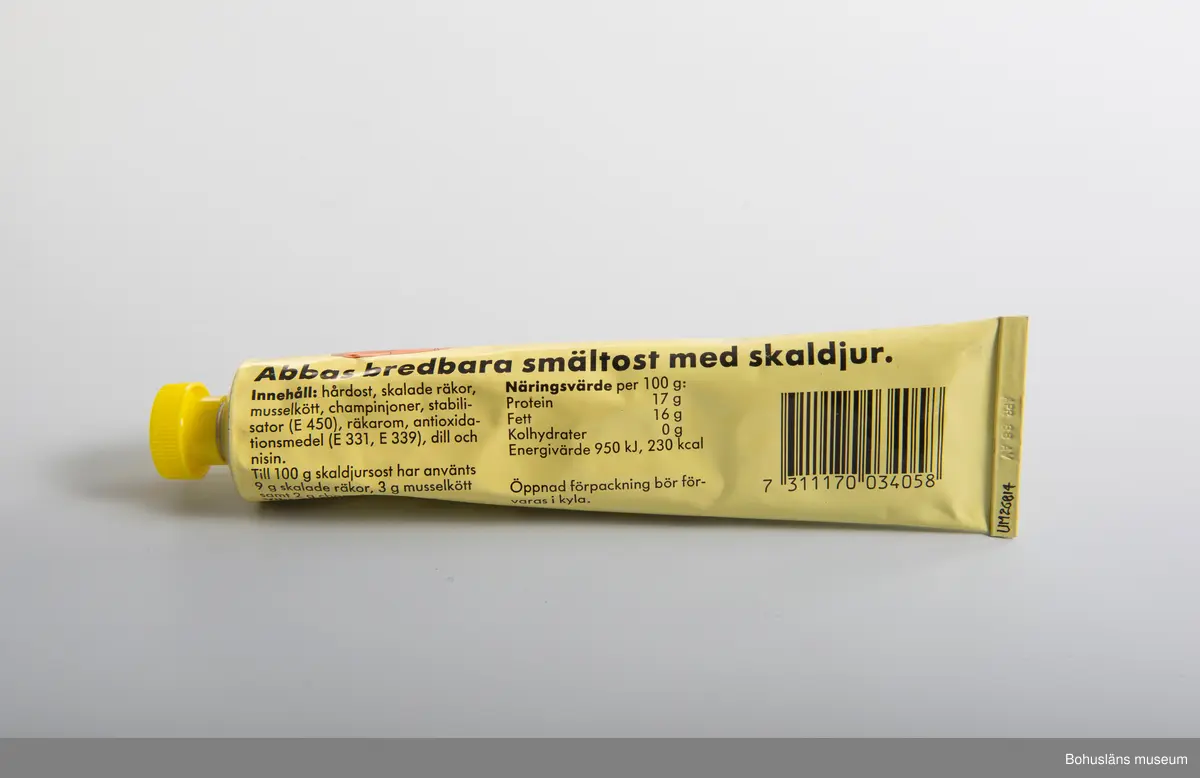 Abbas bredbara smältost med skaldjur.
Innehåll: hårdost, skalade räkor,
musselkött, champinjoner, stabili-
sator (E 450), räkarom, antioxida-
tionsmedel (E 331, E 339), dill och
nisin.
Till 100 g skaldjursost har använts
9 g skalade räkor, 3 g musselkött
samt 2 g
Näringsvärde per 100 g:
Protein 17 g
Fett 16 g
Kolhydrater 0 g
Energivärde 950 kJ, 230 kcal
Öppnad förpackning bör för-
varas i kyla.
7 311170 034058
UM26814
Bohusläns museum